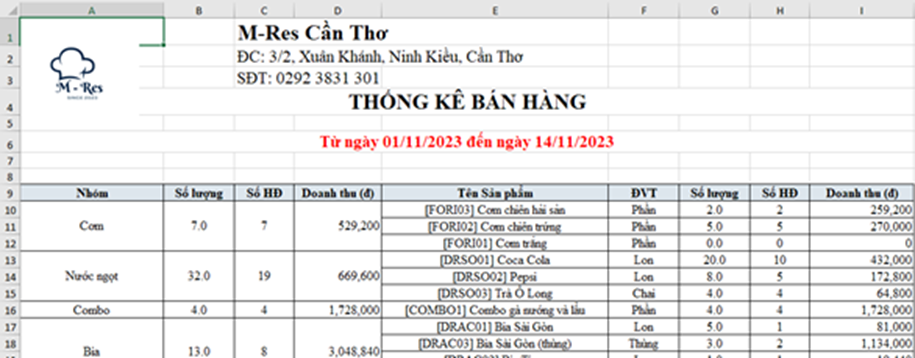 A B C D E F G H I
1 M-Res Cần Thơ
2 ĐC: 3/2, Xuân Khánh, Ninh Kiều, Cần Thơ
3 SĐT: 0292 3831 301
M - Res
SINCE
4 THỐNG KÊ BÁN HÀNG
5
6 Từ ngày 01/11/2023 đến ngày 14/11/2023
7
8
9 Nhóm Số lượng Số HĐ Doanh thu (đ) Tên Sản phẩm ĐVT Số lượng Số HĐ Doanh thu (đ)
10 [FORI03] Cơm chiên hải sản Phần 2.0 2 259,200
11 Cơm 7.0 7 529,200 [FORI02] Cơm chiên trứng Phần 5.0 5 270,000
12 [FORI01] Cơm trắng Phần 0.0 0 0
13 [DRSO01] Coca Cola Lon 20.0 10 432,000
14 Nước ngọt 32.0 19 669,600 [DRSO02] Pepsi Lon 8.0 5 172,800
15 [DRSO03] Trà Ô Long Chai 4.0 4 64,800
16 Combo 4.0 4 1,728,000 [COMBO1] Combo gà nướng và lẩu Phần 4.0 4 1,728,000
17 [DRAC01] Bia Sài Gòn Lon 5.0 1 81,000
18 Bia 13.0 8 3,048,840 [DRAC03] Bia Sài Gòn (thùng) Thùng 3.0 2 1,134,000